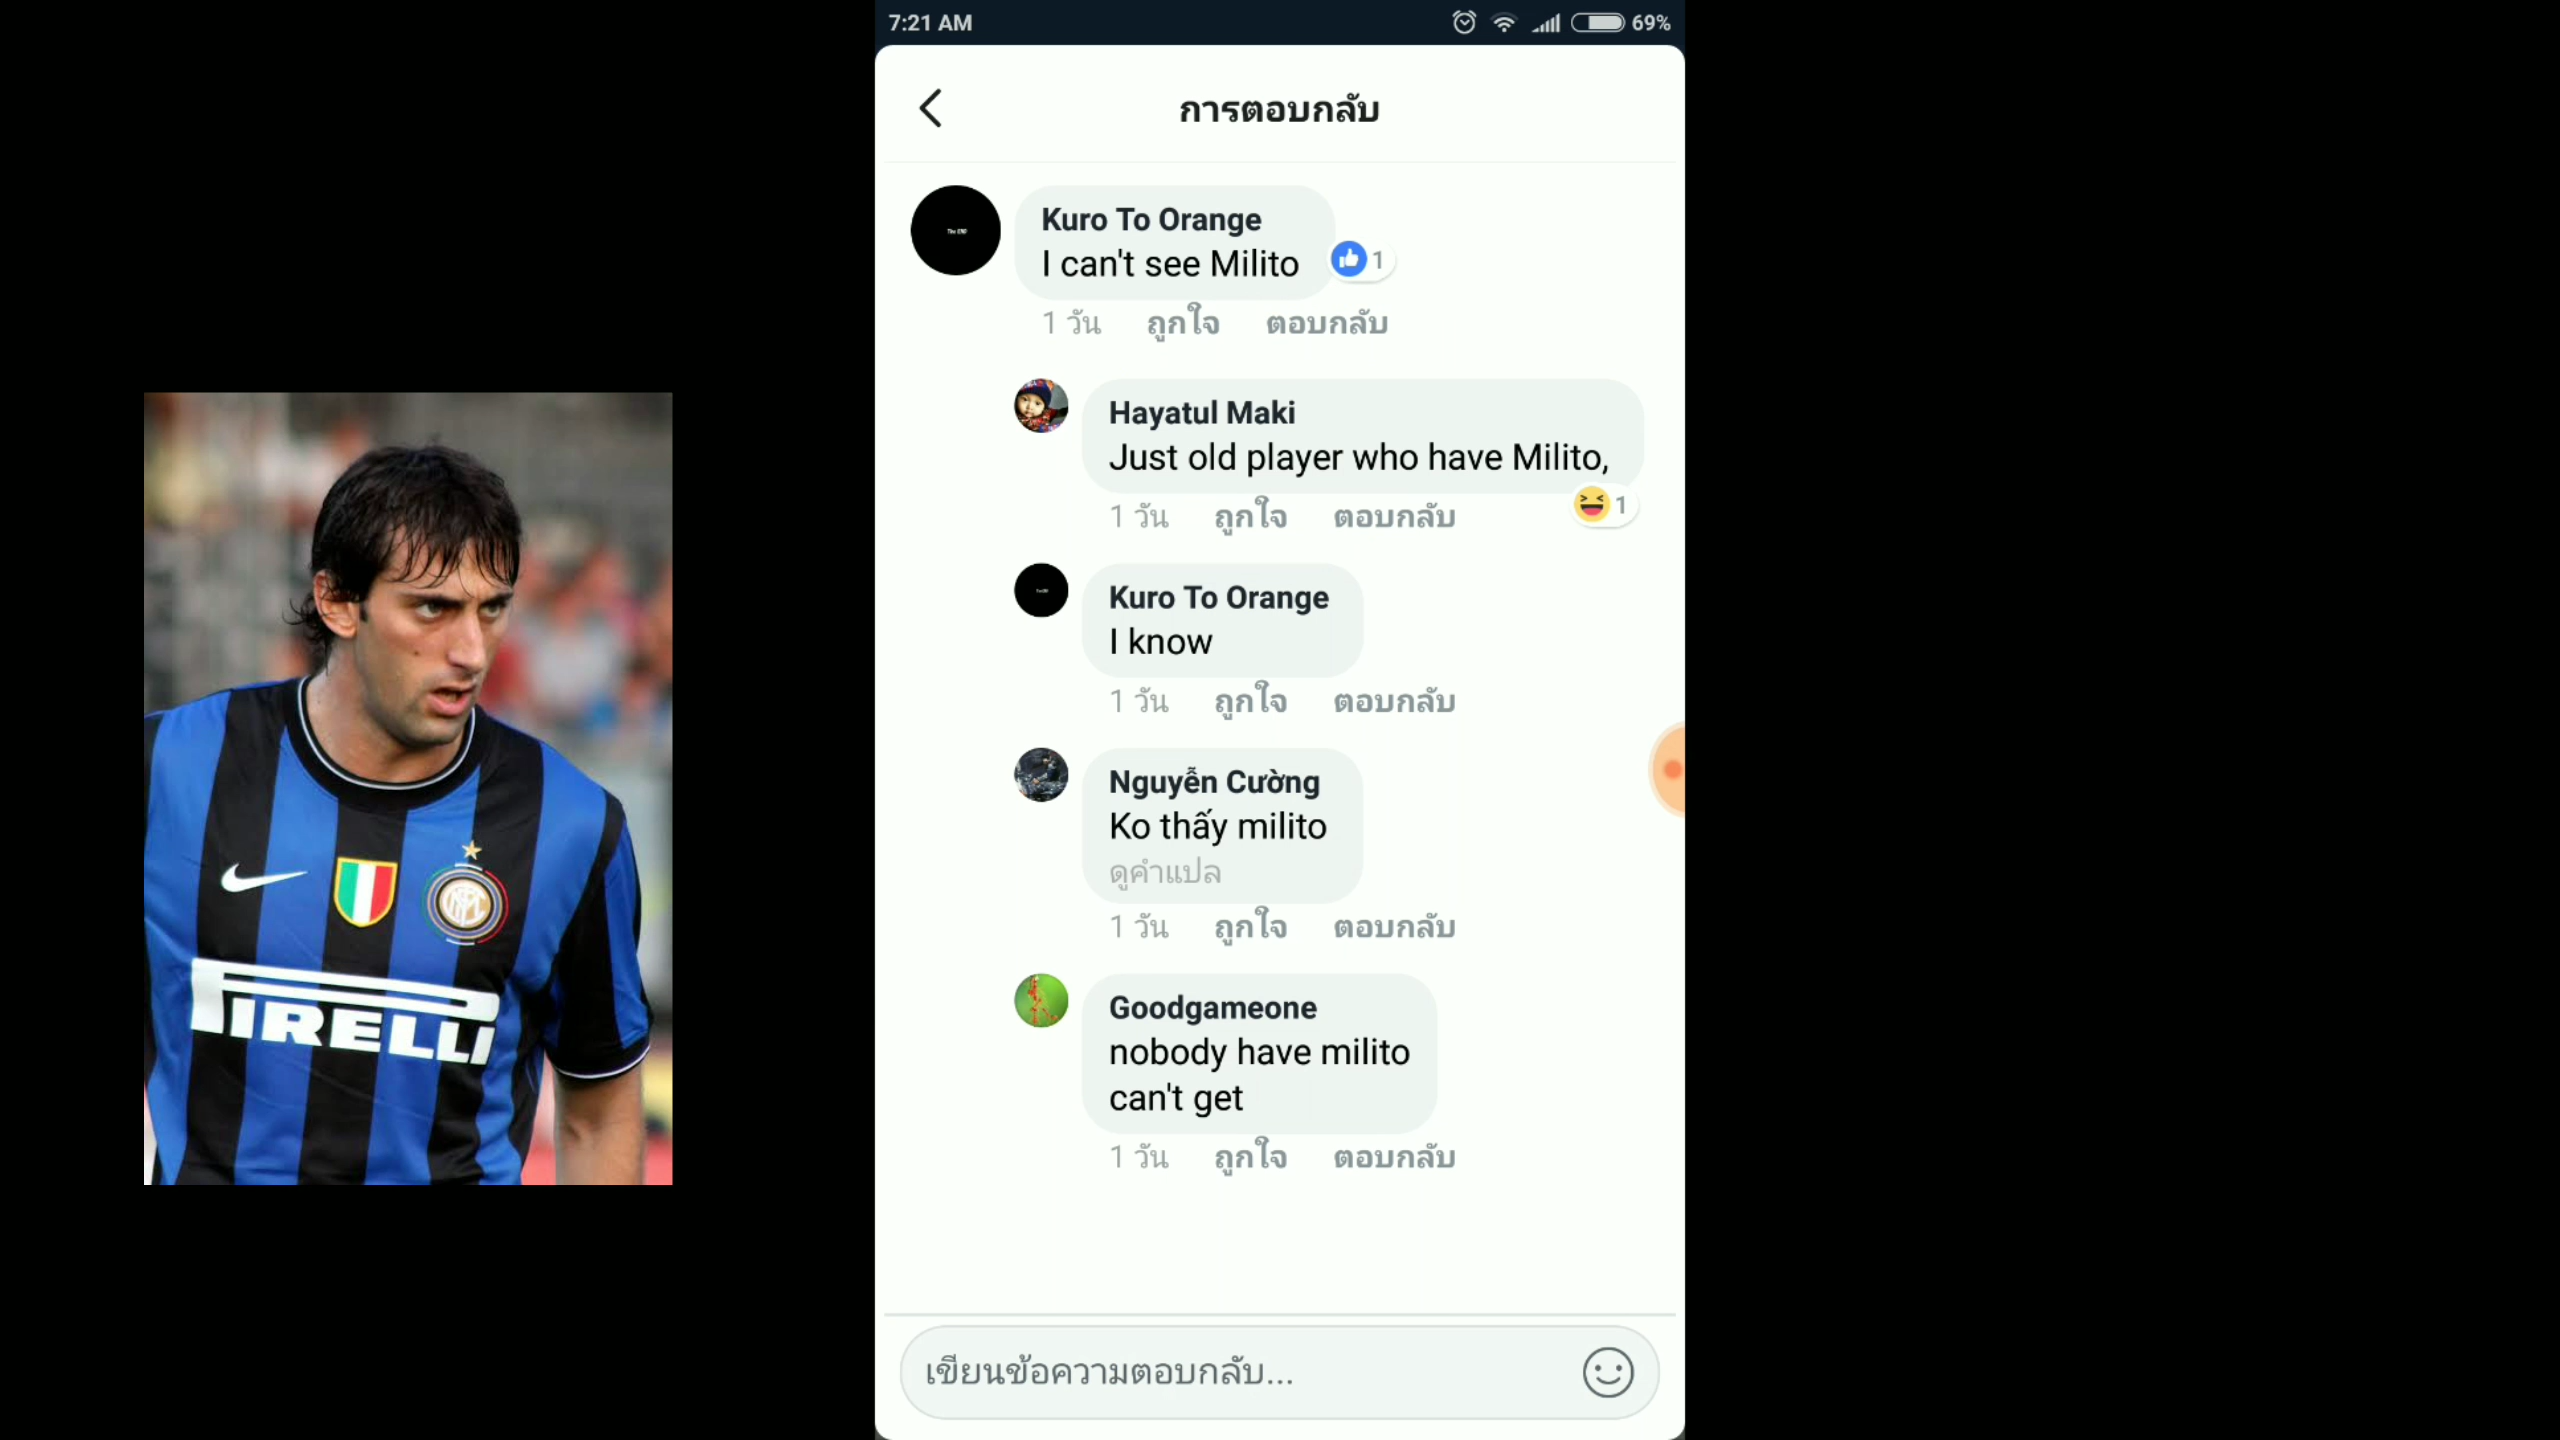 7:21 AM
69%
การตอบกลับ
Kuro To Orange
I can't see Milito
1
1 วัน ถูกใจ ตอบกลับ
Hayatul Maki
Just old player who have Milito,
1 วัน ถูกใจ ตอบกลับ
1
Kuro To Orange
I know
1 วัน ถูกใจ ตอบกลับ
Nguyễn Cường
Ko thấy milito
ดูคำแปล
1 วัน ถูกใจ ตอบกลับ
Goodgameone
nobody have milito
can't get
1 วัน ถูกใจ ตอบกลับ
เขียนข้อความตอบกลับ...
PIRELLI